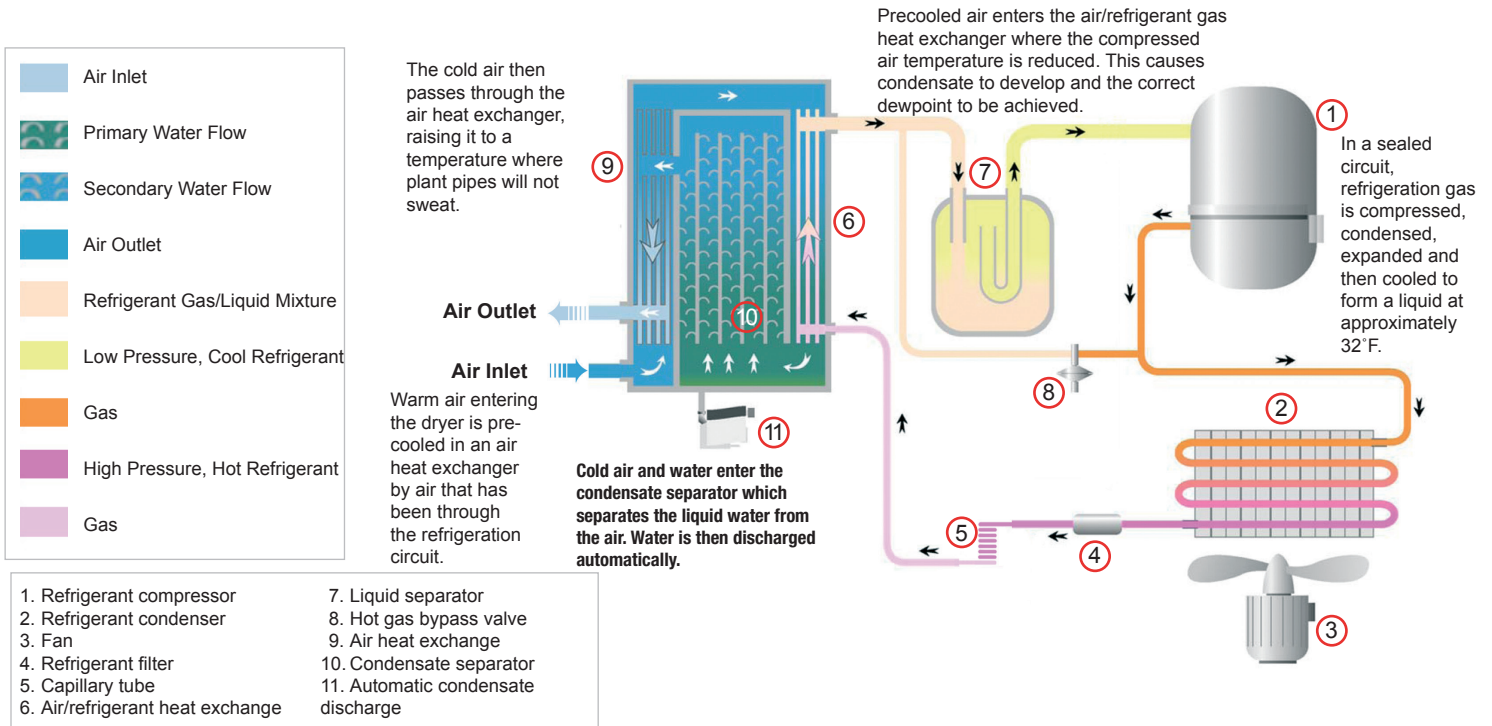 Air Inlet
Primary Water Flow
Secondary Water Flow
Air Outlet
Refrigerant Gas/Liquid Mixture
Low Pressure, Cool Refrigerant
Gas
High Pressure, Hot Refrigerant
Gas
The cold air then
passes through the
air heat exchanger,
raising it to a
temperature where
plant pipes will not
sweat.
Air Outlet
Air Inlet
Warm air entering
the dryer is pre-
cooled in an air
heat exchanger
by air that has
been through
the refrigeration
circuit.
Precooled air enters the air/refrigerant gas
heat exchanger where the compressed
air temperature is reduced. This causes
condensate to develop and the correct
dewpoint to be achieved.
1
In a sealed
circuit,
refrigeration gas
is compressed,
condensed,
expanded and
then cooled to
form a liquid at
approximately
32˚F.
9
7
6
10
8
2
11
5
4
3
Cold air and water enter the
condensate separator which
separates the liquid water from
the air. Water is then discharged
automatically.
1. Refrigerant compressor
2. Refrigerant condenser
3. Fan
4. Refrigerant filter
5. Capillary tube
6. Air/refrigerant heat exchange
7. Liquid separator
8. Hot gas bypass valve
9. Air heat exchange
10. Condensate separator
11. Automatic condensate
discharge